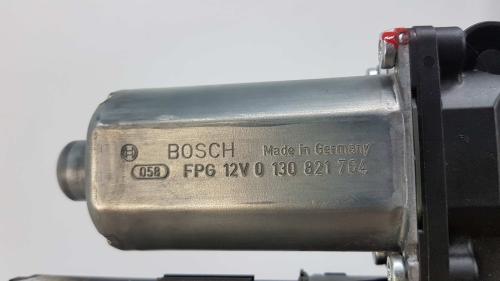 BOSCH Made in Germany
058 FPG 12V 0 130 821 764